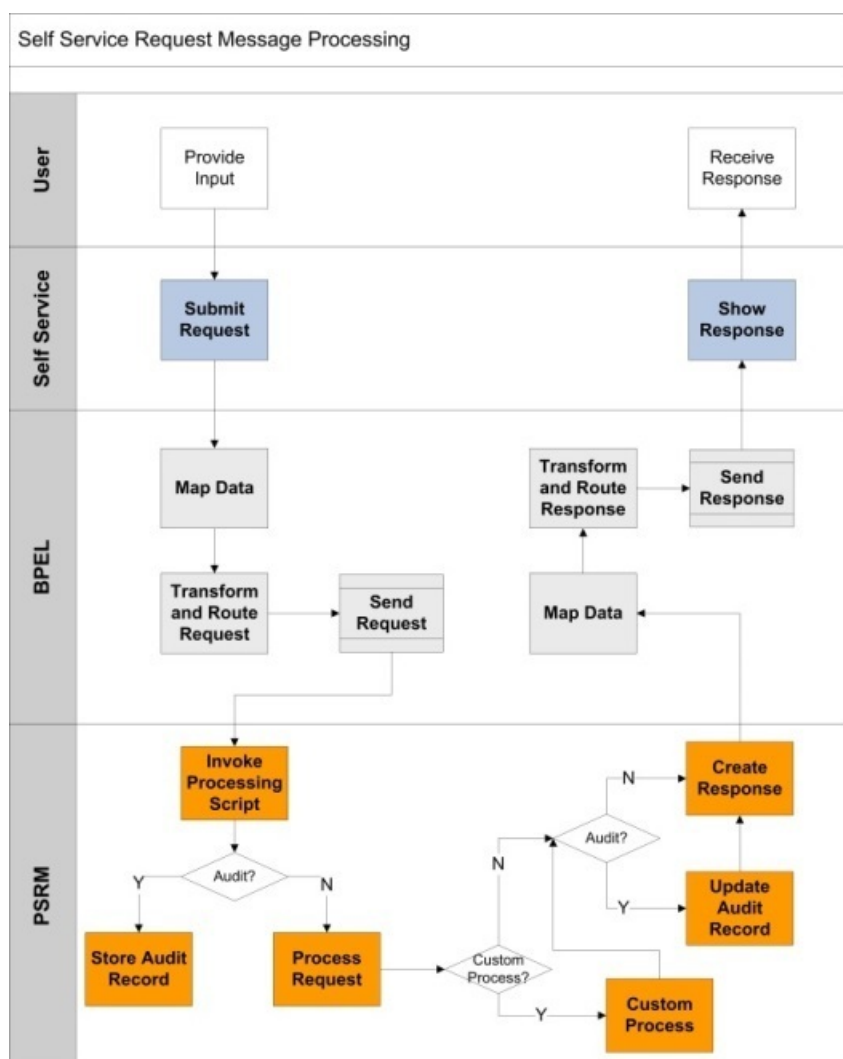 Self Service Request Message Processing
User
Provide
Input
Receive
Response
Self Service
Submit
Request
Show
Response
BPEL
Map Data
Transform
and Route
Response
Send
Response
Transform
and Route
Request
Send
Request
Map Data
PSRM
Invoke
Processing
Script
Create
Response
N
Audit?
Audit?
N
Y
N
Y
Update
Audit
Record
Store Audit
Record
Process
Request
Custom
Process?
Y
Custom
Process